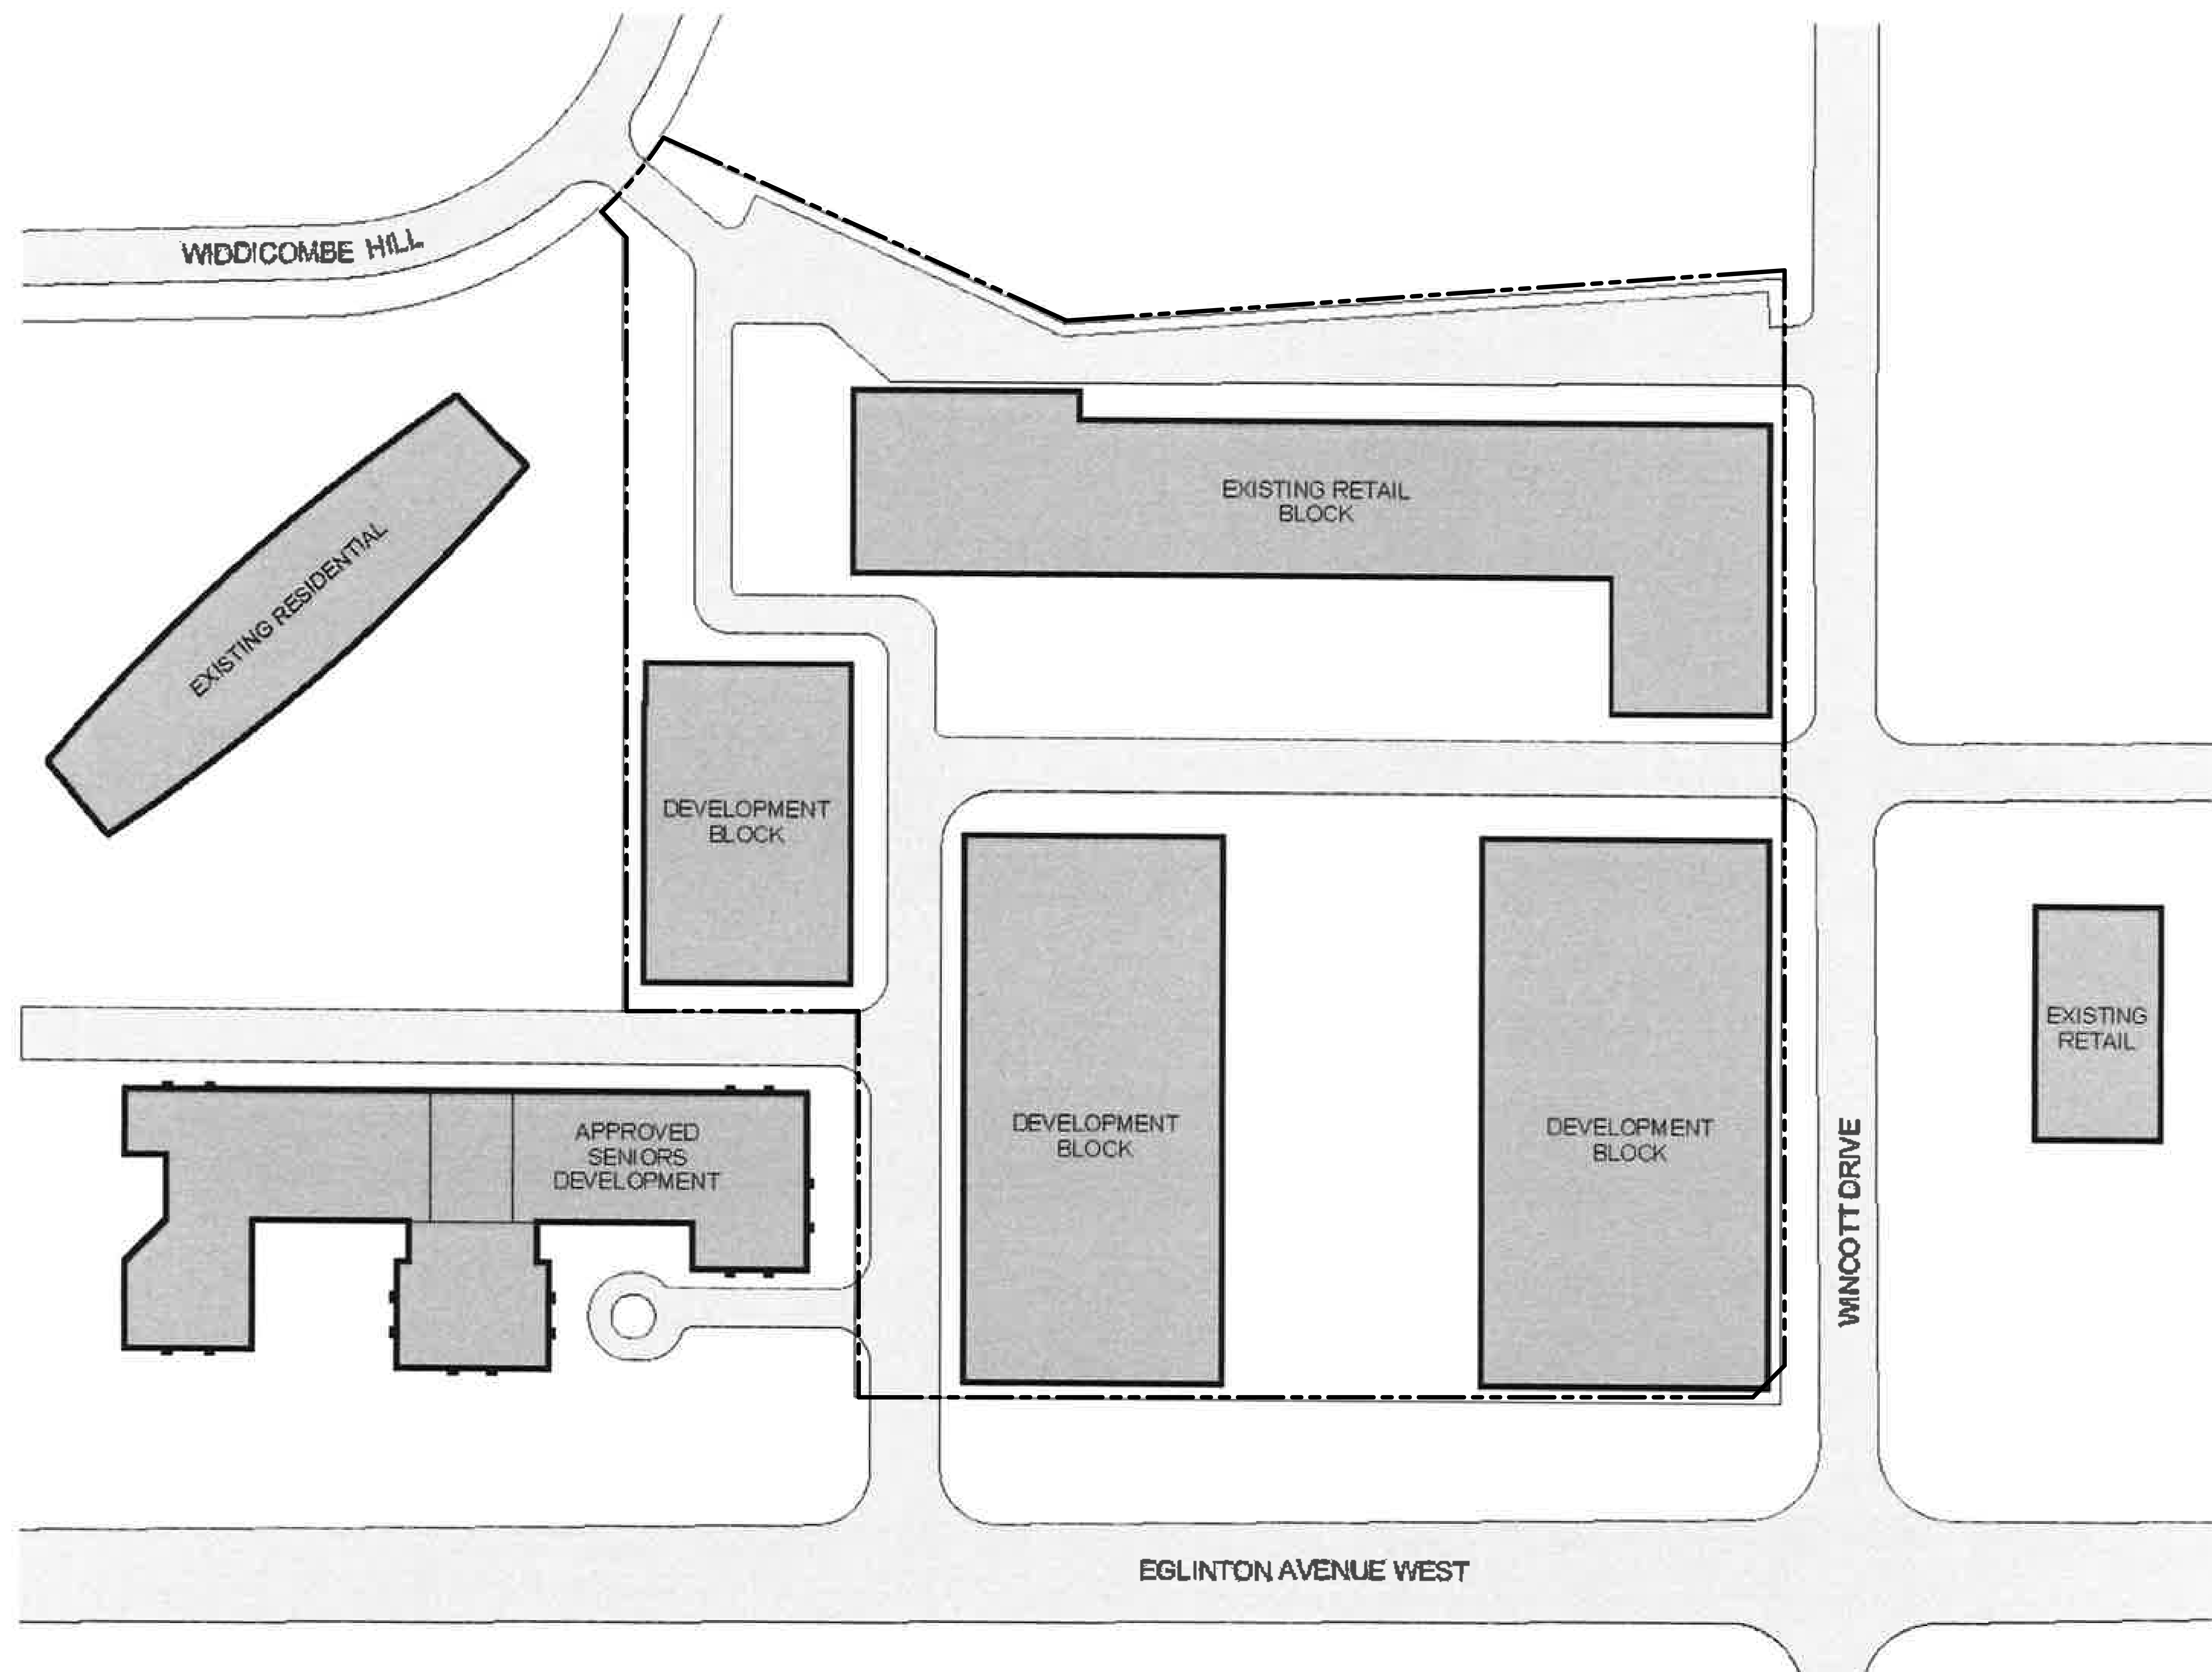 WIDDICOMBE HILL
EXISTING RETAIL
BLOCK
EXISTING RESIDENTIAL
DEVELOPMENT
BLOCK
EXISTING
RETAIL
APPROVED
SENIORS
DEVELOPMENT
DEVELOPMENT
BLOCK
DEVELOPMENT
BLOCK
WINCOTT DRIVE
EGLINTON AVENUE WEST